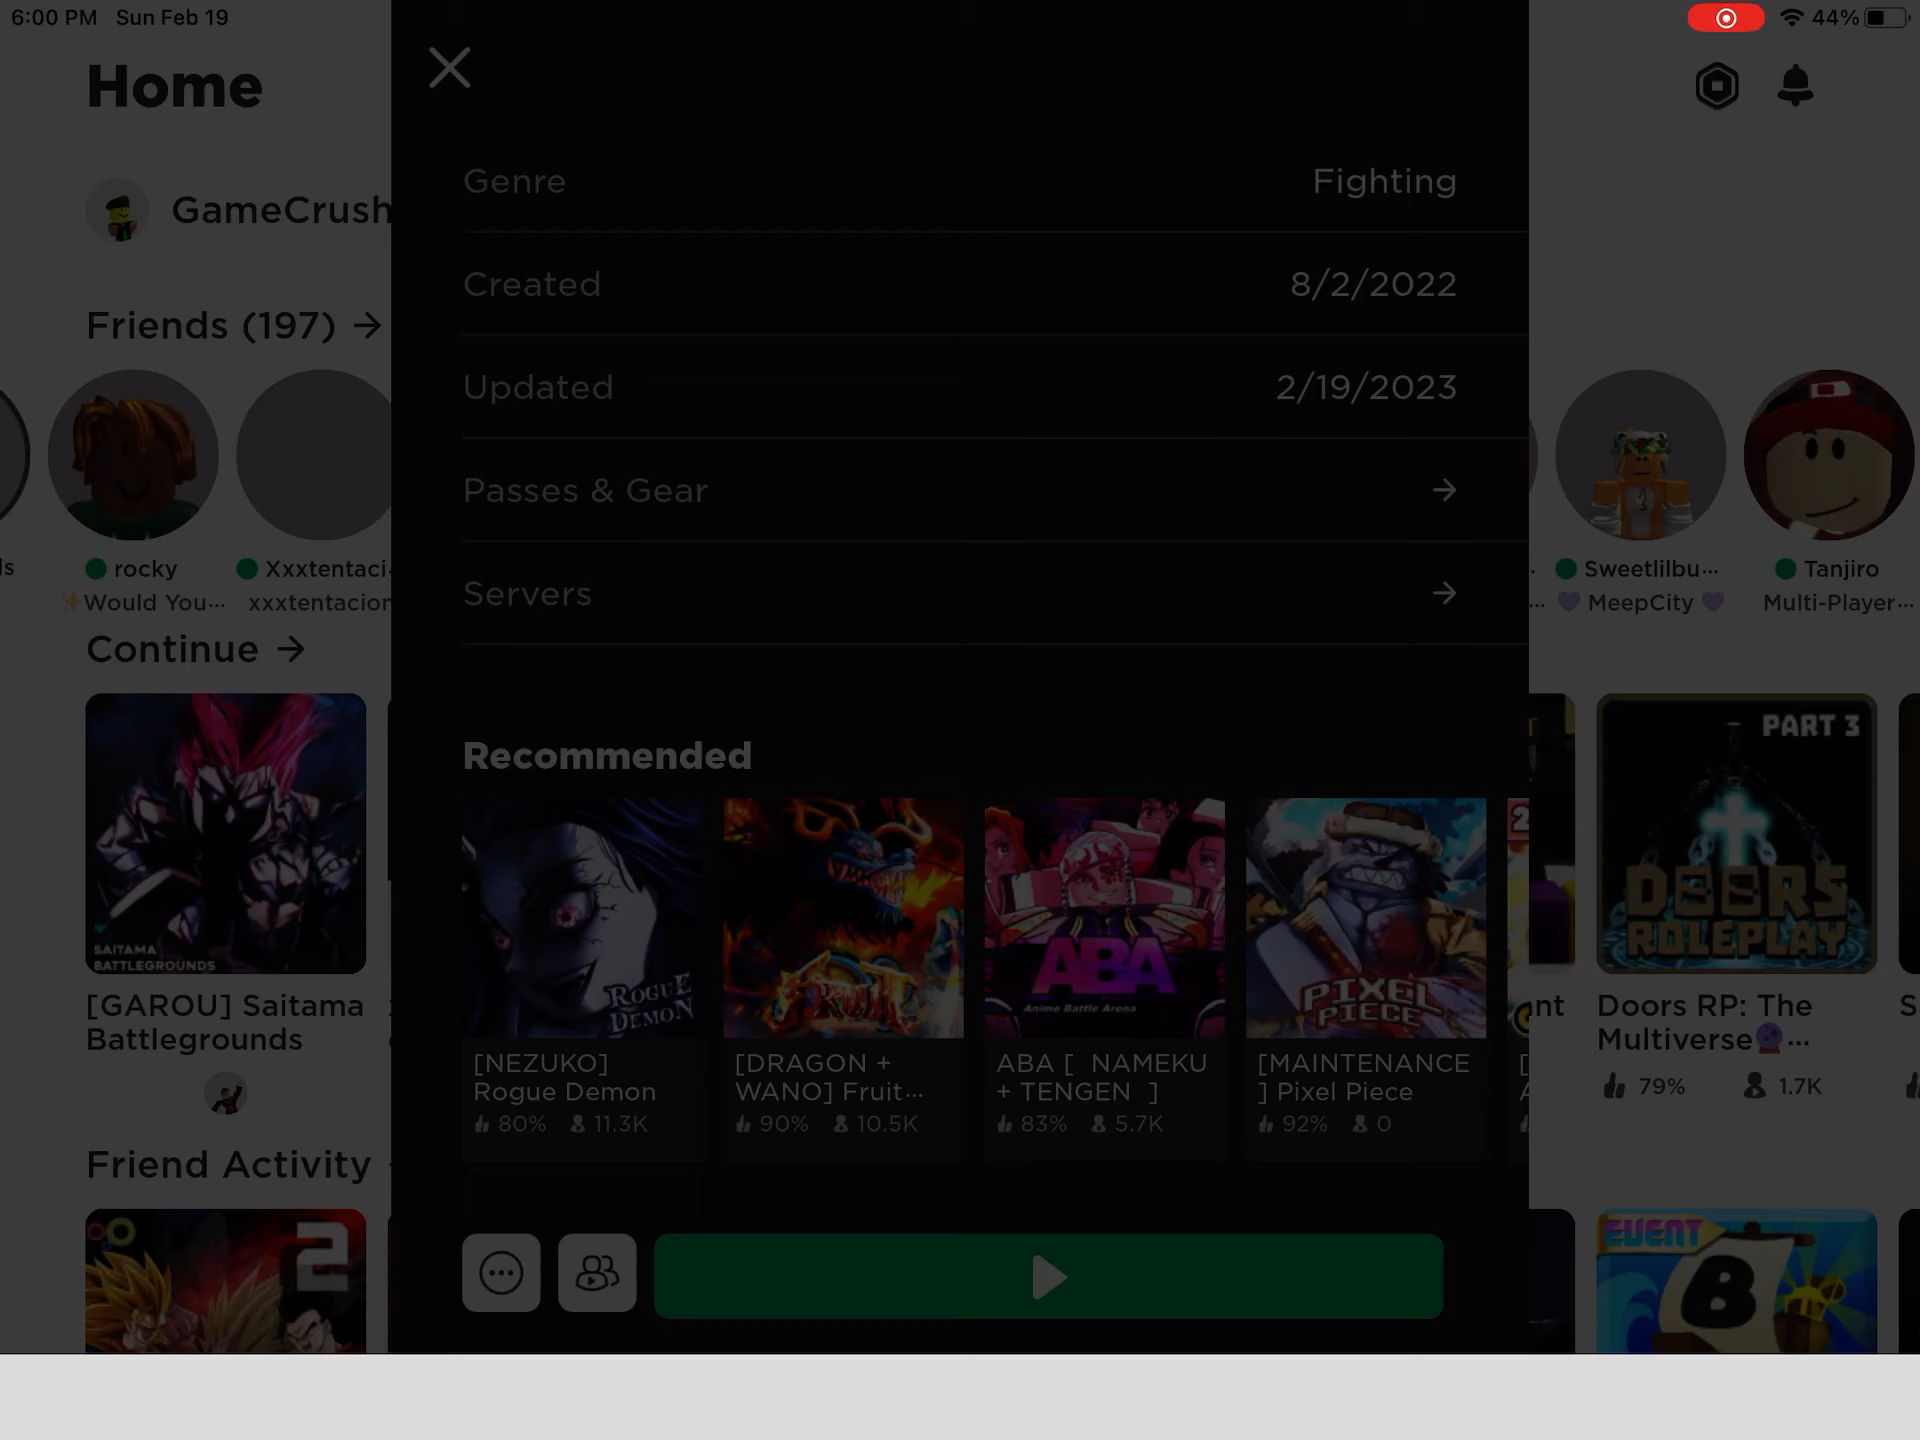 6:00 PM Sun Feb 19
44%
Home
GameCrush
Friends (197) →
rocky
Would You...
Xxxtentaci
xxxtentacion
Sweetlilbu...
MeepCity
Tanjiro
Multi-Player...
Continue →
SAITAMA
BATTLEGROUNDS
[GAROU] Saitama
Battlegrounds
Friend Activity
2
Genre
Fighting
Created
8/2/2022
Updated
2/19/2023
Passes & Gear →
Servers →
Recommended
ROGUE
DEMON
[NEZUKO]
Rogue Demon
80% 11.3K
[DRAGON +
WANO] Fruit...
90% 10.5K
ABA
Anime Battle Arena
ABA [ NAMEKU
+ TENGEN ]
83% 5.7K
PIXEL
PIECE
[MAINTENANCE
] Pixel Piece
92% 0
2
nt
PART 3
DOORS
ROLEPLAY
Doors RP: The
Multiverse...
79% 1.7K
S
EVENT
B